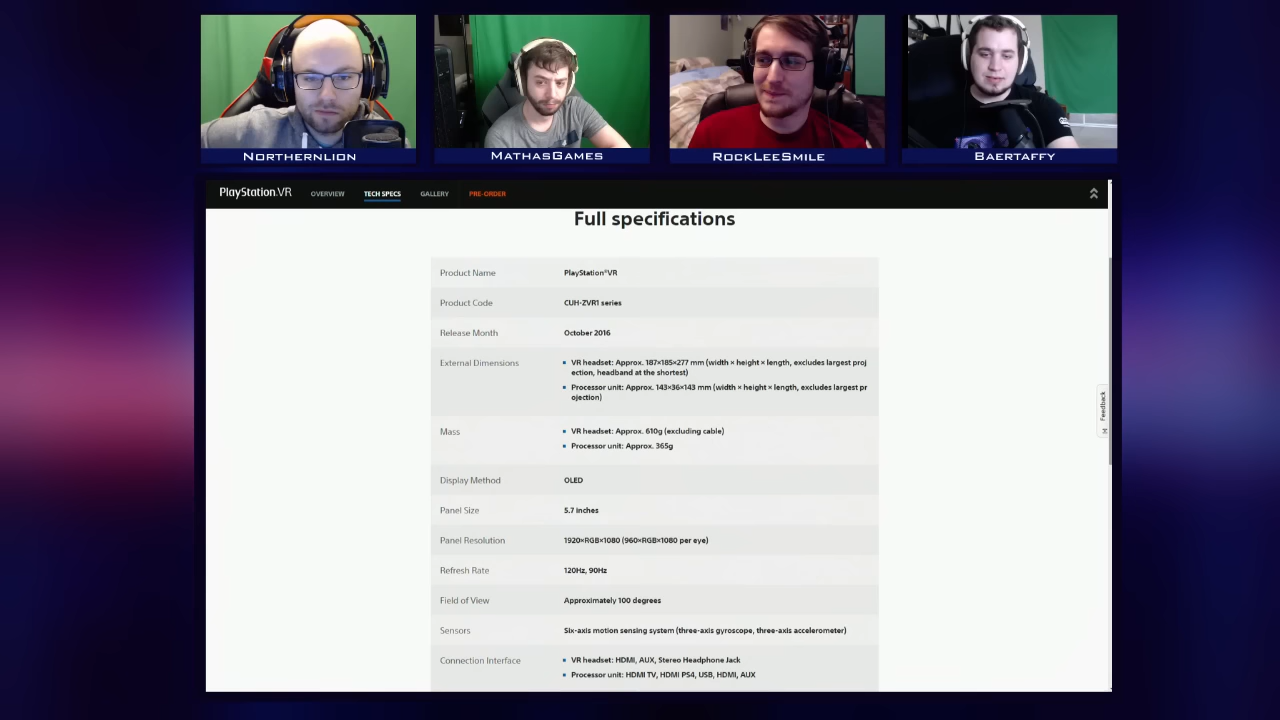 NORTHERNLION
MATHASGAMES
ROCKLEESMILE
BAERTAFFY
PlayStation.VR OVERVIEW TECH SPECS GALLERY PRE-ORDER
Full specifications
Product Name PlayStation®VR
Product Code CUH-ZVR1 series
Release Month October 2016
External Dimensions VR headset: Approx. 187×185×277 mm (width × height × length, excludes largest proj
ection, headband at the shortest)
Processor unit: Approx. 143×36×143 mm (width × height × length, excludes largest pr
ojection)
Mass VR headset: Approx. 610g (excluding cable)
Processor unit: Approx. 365g
Display Method OLED
Panel Size 5.7 inches
Panel Resolution 1920×RGB×1080 (960×RGB×1080 per eye)
Refresh Rate 120Hz, 90Hz
Field of View Approximately 100 degrees
Sensors Six-axis motion sensing system (three-axis gyroscope, three-axis accelerometer)
Connection Interface VR headset: HDMI, AUX, Stereo Headphone Jack
Processor unit: HDMI TV, HDMI PS4, USB, HDMI, AUX
Feedback